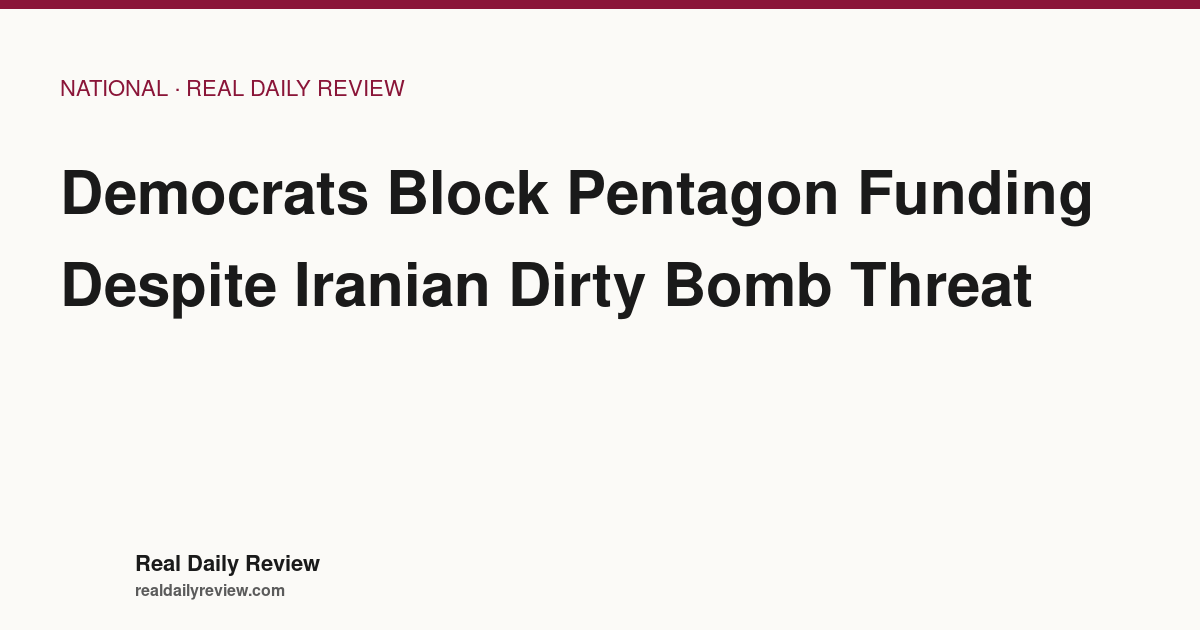 NATIONAL · REAL DAILY REVIEW
Democrats Block Pentagon Funding
Despite Iranian Dirty Bomb Threat
Real Daily Review
realdailyreview.com